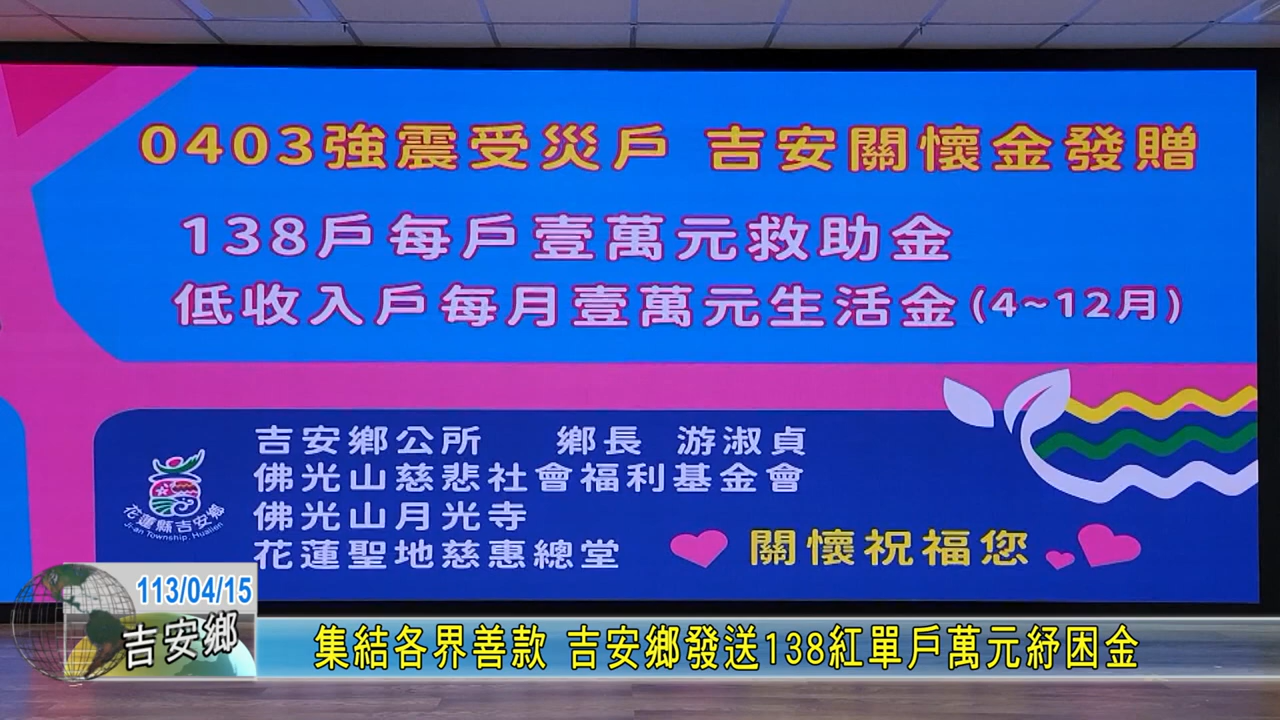 0403強震受災戶 吉安關懷金發贈
138戶每戶壹萬元救助金
低收入戶每月壹萬元生活金(4~12月)
吉安鄉公所 鄉長 游淑貞
佛光山慈悲社會福利基金會
佛光山月光寺
花蓮聖地慈惠總堂
關懷祝福您
花蓮縣吉安鄉
Ji-an Township, Hualien
113/04/15
吉安鄉
集結各界善款 吉安鄉發送138紅單戶萬元紓困金